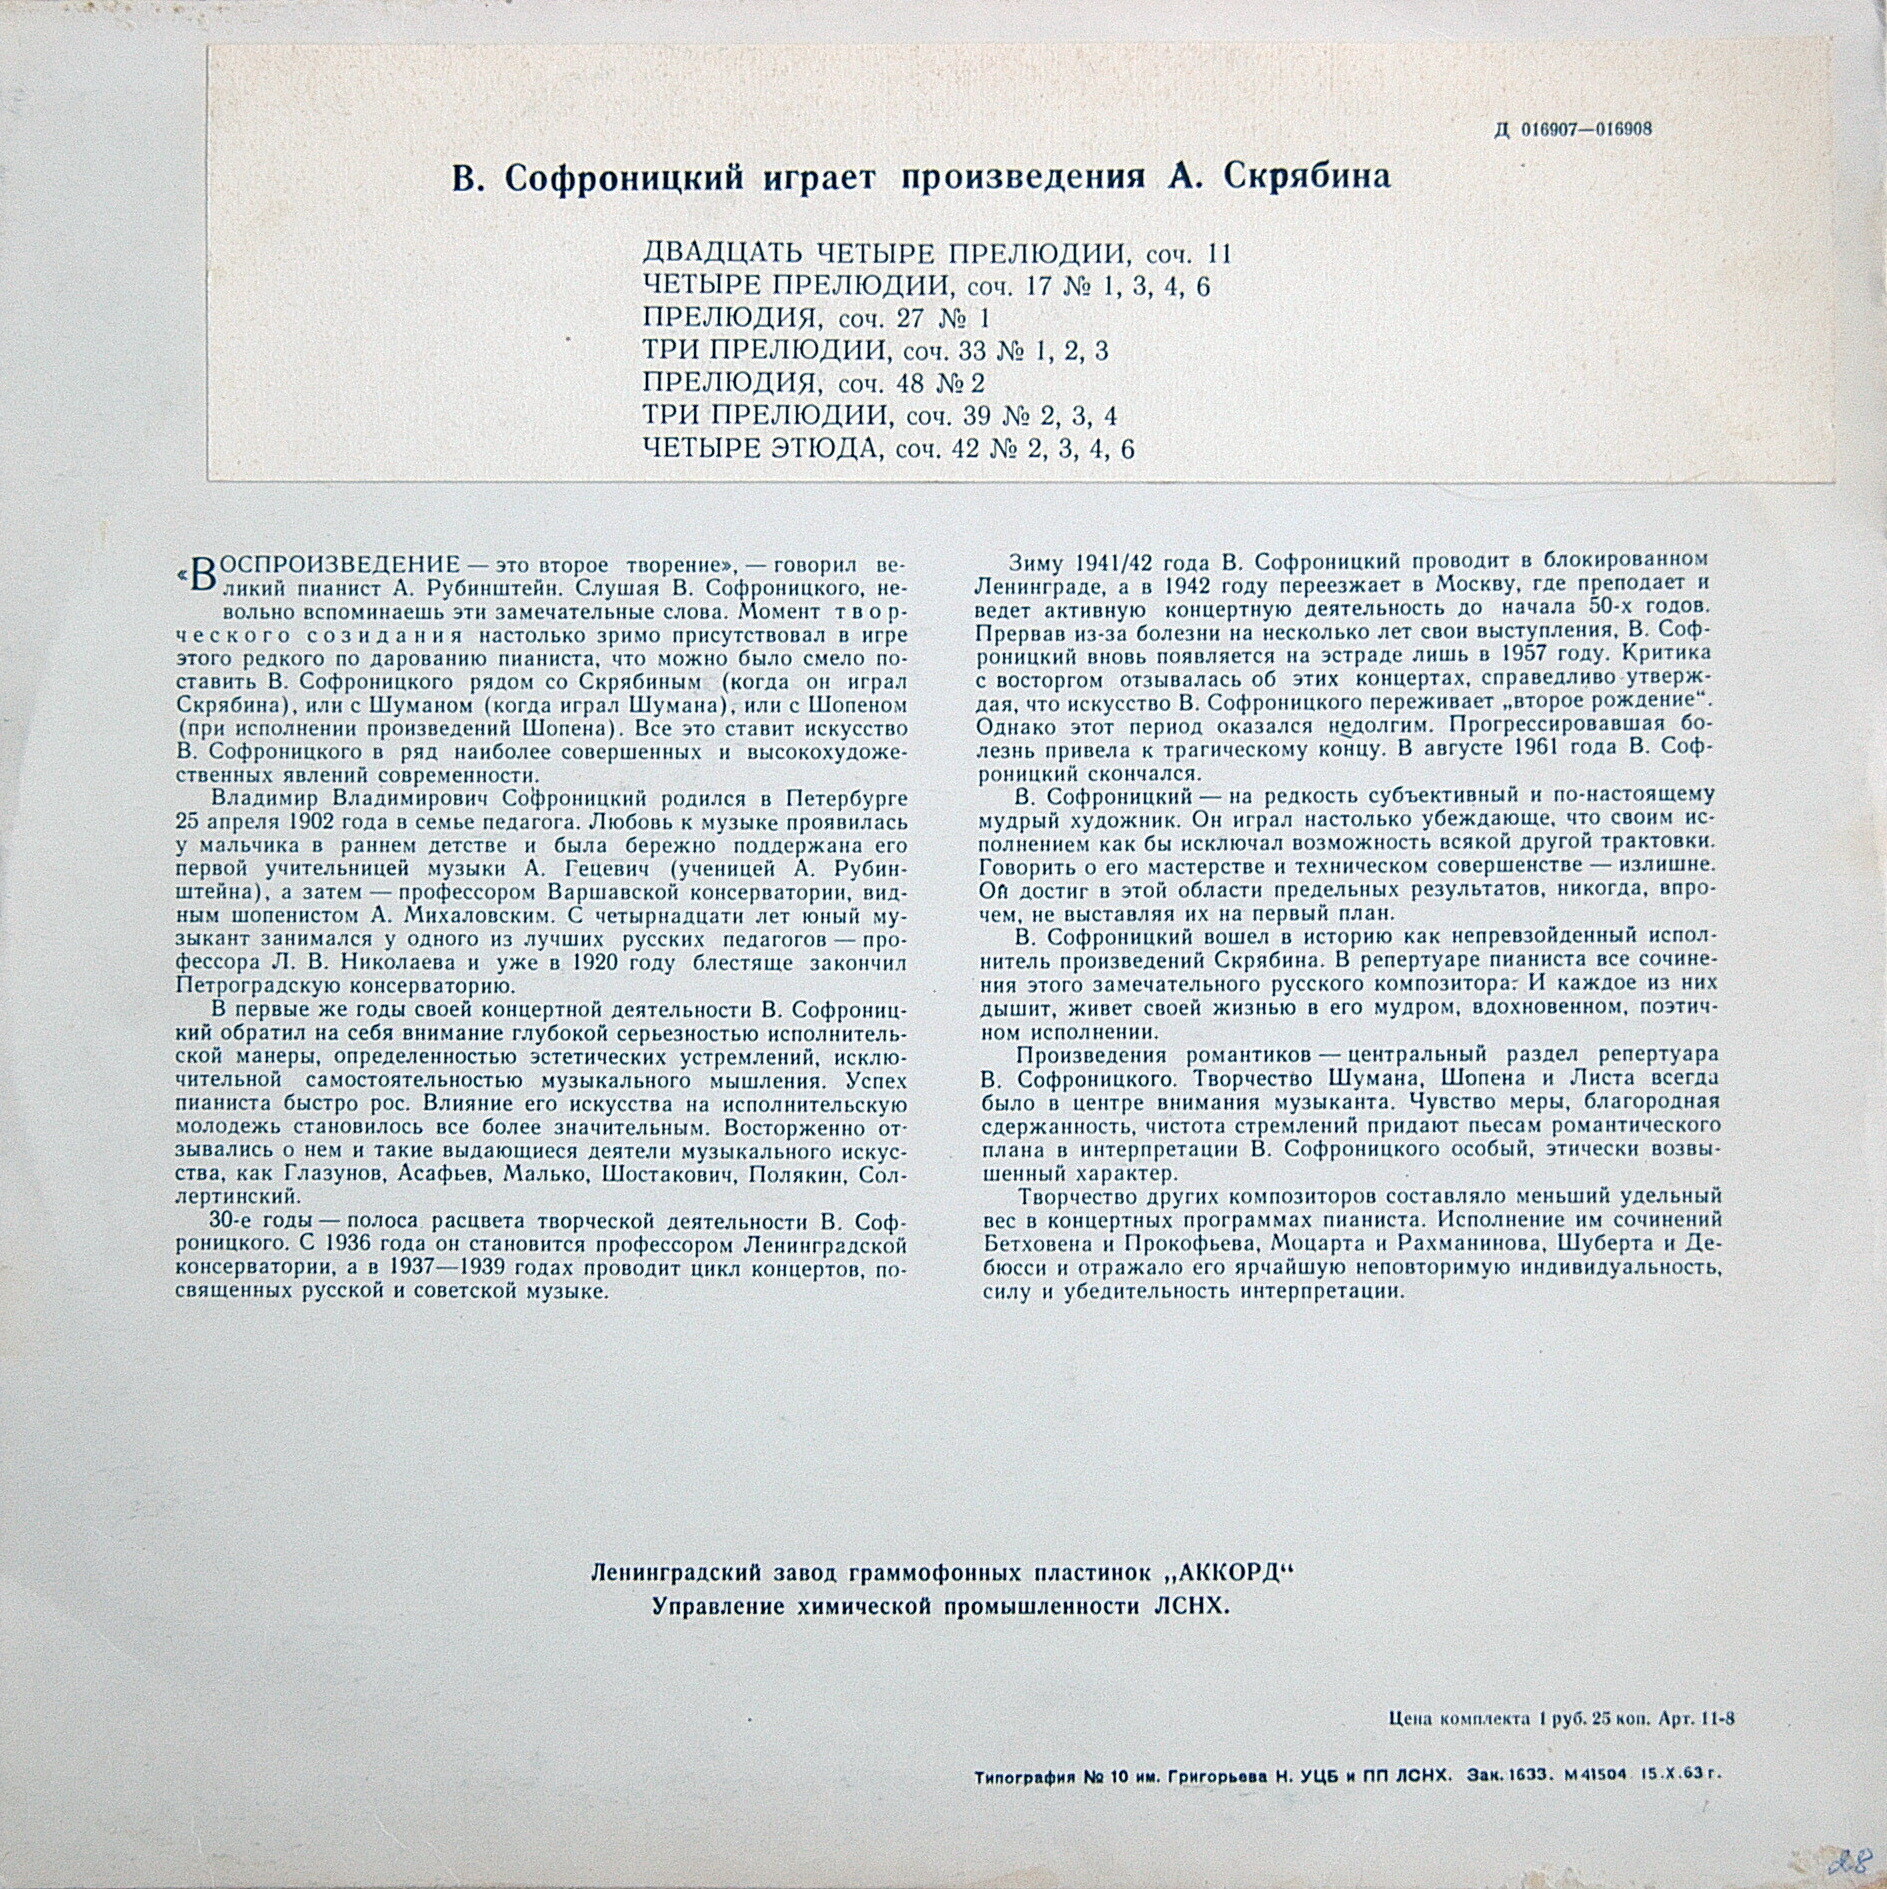 Д 016907—016908
В. Софроницкий играет произведения А. Скрябина
ДВАДЦАТЬ ЧЕТЫРЕ ПРЕЛЮДИИ, соч. 11
ЧЕТЫРЕ ПРЕЛЮДИИ, соч. 17 № 1, 3, 4, 6
ПРЕЛЮДИЯ, соч. 27 № 1
ТРИ ПРЕЛЮДИИ, соч. 33 № 1, 2, 3
ПРЕЛЮДИЯ, соч. 48 № 2
ТРИ ПРЕЛЮДИИ, соч. 39 № 2, 3, 4
ЧЕТЫРЕ ЭТЮДА, соч. 42 № 2, 3, 4, 6
«ВОСПРОИЗВЕДЕНИЕ — это второе творение», — говорил ве-
ликий пианист А. Рубинштейн. Слушая В. Софроницкого, не-
вольно вспоминаешь эти замечательные слова. Момент твор-
ческого созидания настолько зримо присутствовал в игре
этого редкого по дарованию пианиста, что можно было смело по-
ставить В. Софроницкого рядом со Скрябиным (когда он играл
Скрябина), или с Шуманом (когда играл Шумана), или с Шопеном
(при исполнении произведений Шопена). Все это ставит искусство
В. Софроницкого в ряд наиболее совершенных и высокохудоже-
ственных явлений современности.
Владимир Владимирович Софроницкий родился в Петербурге
25 апреля 1902 года в семье педагога. Любовь к музыке проявилась
у мальчика в раннем детстве и была бережно поддержана его
первой учительницей музыки А. Гецевич (ученицей А. Рубин-
штейна), а затем — профессором Варшавской консерватории, вид-
ным шопенистом А. Михаловским. С четырнадцати лет юный му-
зыкант занимался у одного из лучших русских педагогов — про-
фессора Л. В. Николаева и уже в 1920 году блестяще закончил
Петроградскую консерваторию.
В первые же годы своей концертной деятельности В. Софрониц-
кий обратил на себя внимание глубокой серьезностью исполнитель-
ской манеры, определенностью эстетических устремлений, исклю-
чительной самостоятельностью музыкального мышления. Успех
пианиста быстро рос. Влияние его искусства на исполнительскую
молодежь становилось все более значительным. Восторженно от-
зывались о нем и такие выдающиеся деятели музыкального искус-
ства, как Глазунов, Асафьев, Малько, Шостакович, Полякин, Сол-
лертинский.
30-е годы — полоса расцвета творческой деятельности В. Соф-
роницкого. С 1936 года он становится профессором Ленинградской
консерватории, а в 1937—1939 годах проводит цикл концертов, по-
священных русской и советской музыке.
Зиму 1941/42 года В. Софроницкий проводит в блокированном
Ленинграде, а в 1942 году переезжает в Москву, где преподает и
ведет активную концертную деятельность до начала 50-х годов.
Прервав из-за болезни на несколько лет свои выступления, В. Соф-
роницкий вновь появляется на эстраде лишь в 1957 году. Критика
с восторгом отзывалась об этих концертах, справедливо утверж-
дая, что искусство В. Софроницкого переживает „второе рождение“.
Однако этот период оказался недолгим. Прогрессировавшая бо-
лезнь привела к трагическому концу. В августе 1961 года В. Соф-
роницкий скончался.
В. Софроницкий — на редкость субъективный и по-настоящему
мудрый художник. Он играл настолько убеждающе, что своим ис-
полнением как бы исключал возможность всякой другой трактовки.
Говорить о его мастерстве и техническом совершенстве — излишне.
Он достиг в этой области предельных результатов, никогда, впро-
чем, не выставляя их на первый план.
В. Софроницкий вошел в историю как непревзойденный испол-
нитель произведений Скрябина. В репертуаре пианиста все сочине-
ния этого замечательного русского композитора. И каждое из них
дышит, живет своей жизнью в его мудром, вдохновенном, поэтич-
ном исполнении.
Произведения романтиков — центральный раздел репертуара
В. Софроницкого. Творчество Шумана, Шопена и Листа всегда
было в центре внимания музыканта. Чувство меры, благородная
сдержанность, чистота стремлений придают пьесам романтического
плана в интерпретации В. Софроницкого особый, этически возвы-
шенный характер.
Творчество других композиторов составляло меньший удельный
вес в концертных программах пианиста. Исполнение им сочинений
Бетховена и Прокофьева, Моцарта и Рахманинова, Шуберта и Де-
бюсси и отражало его ярчайшую неповторимую индивидуальность,
силу и убедительность интерпретации.
Ленинградский завод граммофонных пластинок „АККОРД“
Управление химической промышленности ЛСНХ.
Цена комплекта 1 руб. 25 коп. Арт. 11-8
Типография № 10 им. Григорьева Н. УЦБ и ПП ЛСНХ. Зак. 1633. М 41504 15.X.63 г.
28